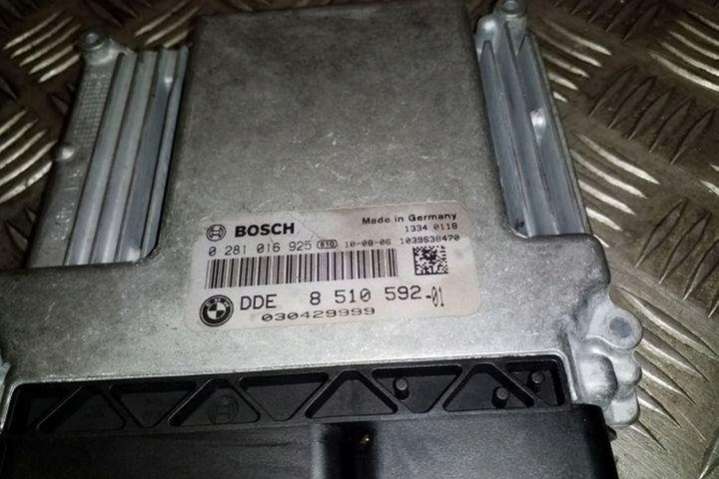 BOSCH Made in Germany
1334 0118
0 281 016 925 10-08-06 1039S38470
DDE 8 510 592-01
030429999